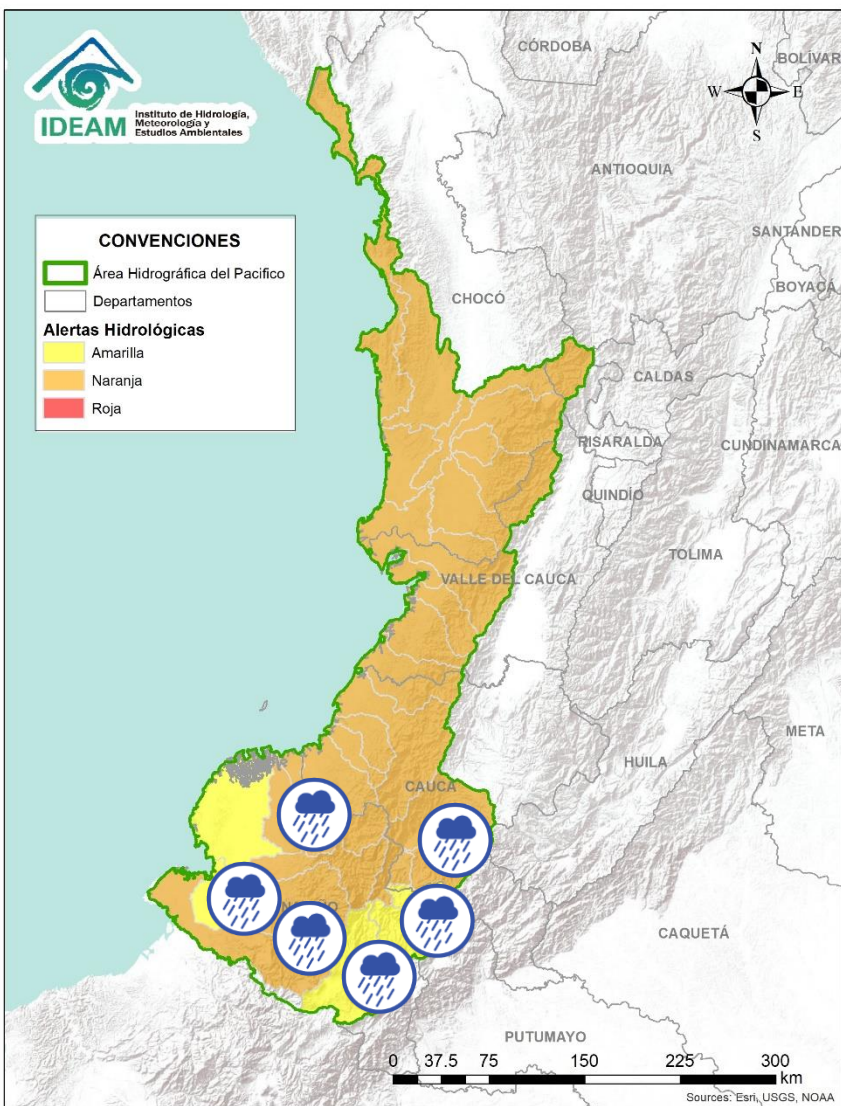 CÓRDOBA
BOLÍVAR
N
W
E
S
IDEAM
Instituto de Hidrología,
Meteorología y
Estudios Ambientales
ANTIOQUIA
SANTANDER
CONVENCIONES
Área Hidrográfica del Pacifico
Departamentos
Alertas Hidrológicas
Amarilla
Naranja
Roja
BOYACÁ
CHOCÓ
CALDAS
RISARALDA
CUNDINAMARCA
QUINDÍO
TOLIMA
VALLE DEL CAUCA
META
HUILA
CAUCA
CAQUETÁ
PUTUMAYO
0 37.5 75 150 225 300
km
Sources: Esri, USGS, NOAA